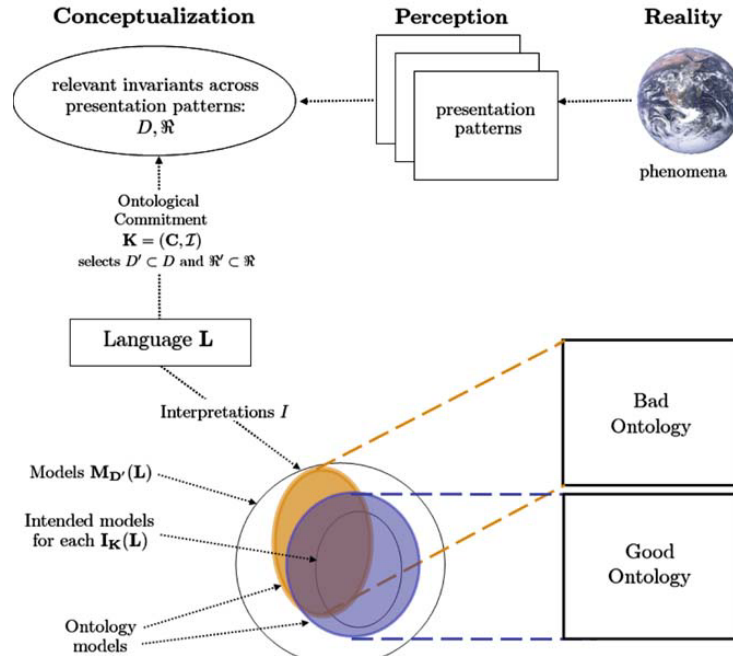 Conceptualization
Perception
Reality
relevant invariants across
presentation patterns:
D, ℜ
presentation
patterns
phenomena
Ontological
Commitment
K = (C, ℐ)
selects D′ ⊂ D and ℜ′ ⊂ ℜ
Language L
Interpretations I
Bad
Ontology
Models M_D′(L)
Intended models
for each I_K(L)
Good
Ontology
Ontology
models